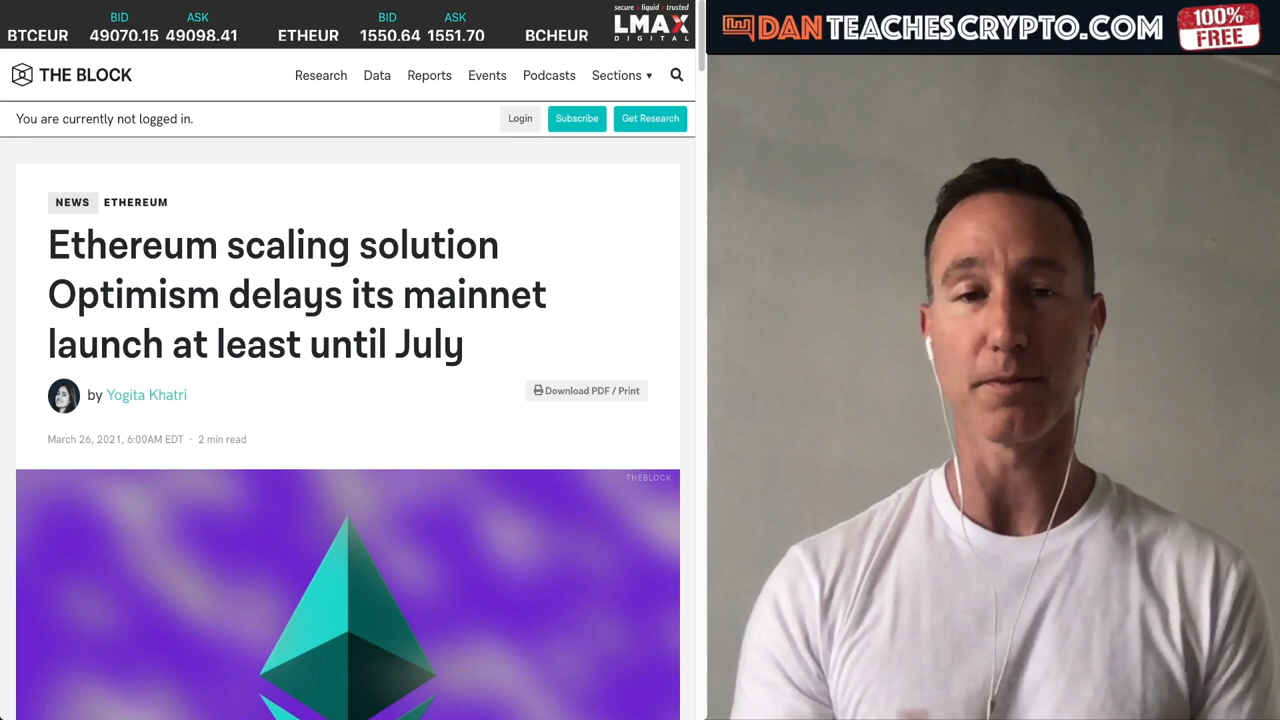 BID ASK BID ASK
BTCEUR 49070.15 49098.41 ETHEUR 1550.64 1551.70 BCHEUR
secure liquid trusted
LMAX
DIGITAL
DANTEACHESCRYPTO.COM
100%
FREE
THE BLOCK
Research Data Reports Events Podcasts Sections ▾
You are currently not logged in.
Login Subscribe Get Research
NEWS ETHEREUM
Ethereum scaling solution
Optimism delays its mainnet
launch at least until July
by Yogita Khatri
Download PDF / Print
March 26, 2021, 6:00AM EDT · 2 min read
THEBLOCK